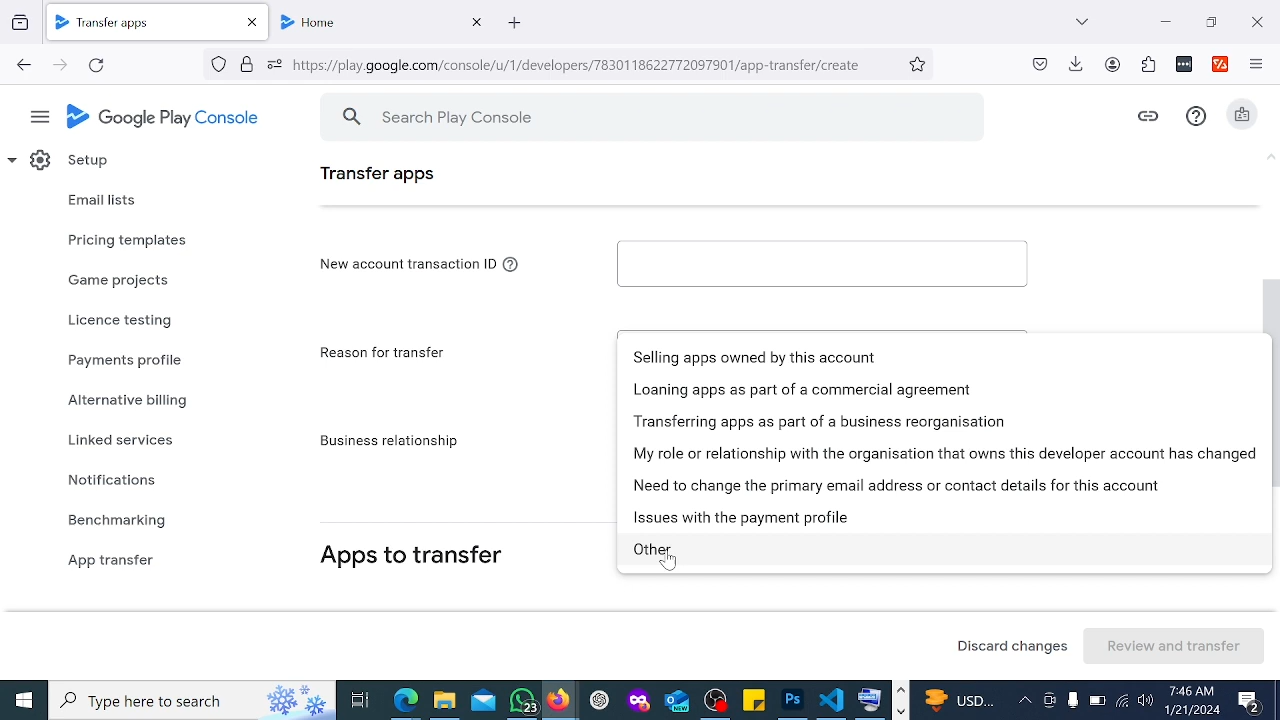 Transfer apps
Home
https://play.google.com/console/u/1/developers/7830118622772097901/app-transfer/create
Google Play Console
Search Play Console
Setup
Email lists
Pricing templates
Game projects
Licence testing
Payments profile
Alternative billing
Linked services
Notifications
Benchmarking
App transfer
Transfer apps
New account transaction ID
Reason for transfer
Business relationship
Selling apps owned by this account
Loaning apps as part of a commercial agreement
Transferring apps as part of a business reorganisation
My role or relationship with the organisation that owns this developer account has changed
Need to change the primary email address or contact details for this account
Issues with the payment profile
Other
Apps to transfer
Discard changes
Review and transfer
Type here to search
23
NEW
Ps
USD...
7:46 AM
1/21/2024
2